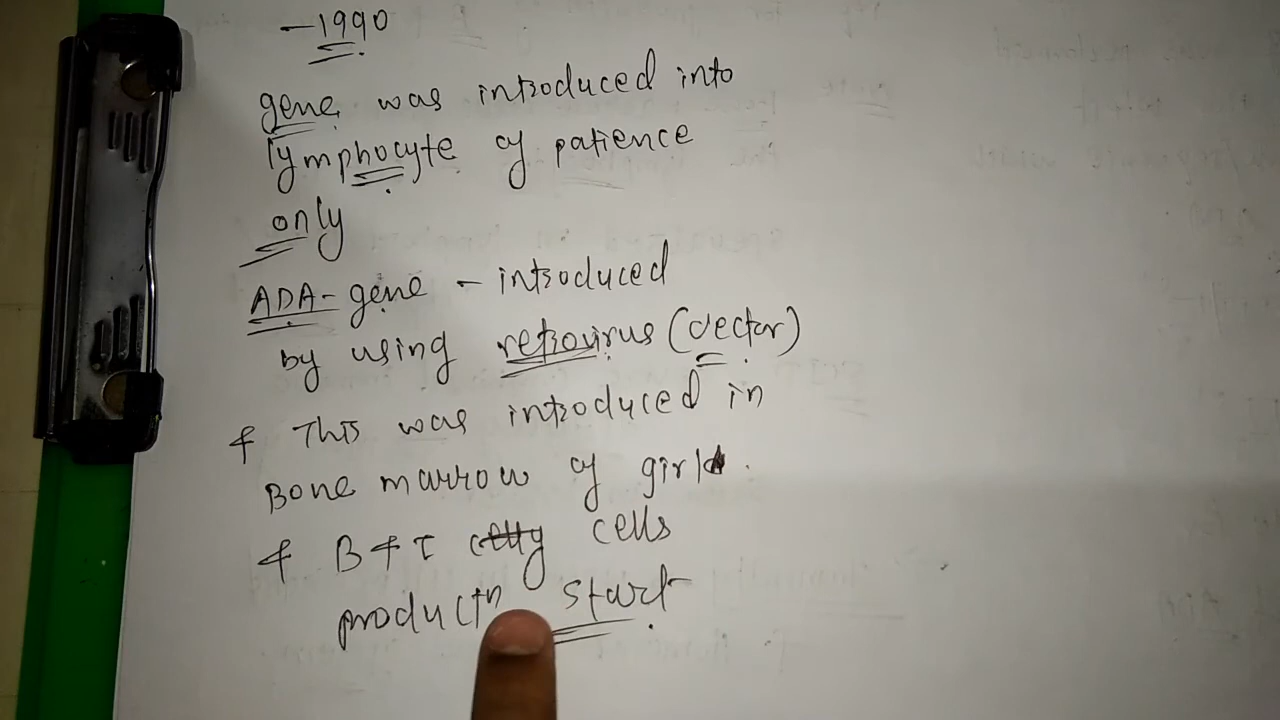 -1990
gene was introduced into
lymphocyte of patience
only
ADA-gene - introduced
by using retrovirus (vector)
& This was introduced in
Bone marrow of girl.
& B & T cells
productn start